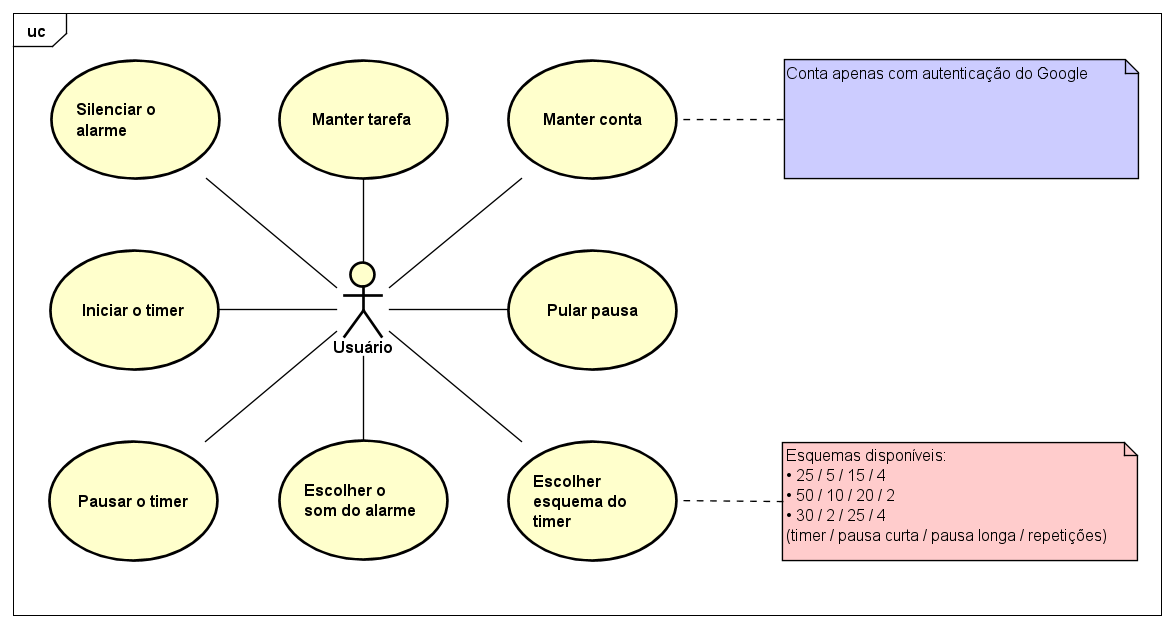 uc
Silenciar o
alarme
Manter tarefa
Manter conta
Conta apenas com autenticação do Google
Iniciar o timer
Usuário
Pular pausa
Pausar o timer
Escolher o
som do alarme
Escolher
esquema do
timer
Esquemas disponíveis:
• 25 / 5 / 15 / 4
• 50 / 10 / 20 / 2
• 30 / 2 / 25 / 4
(timer / pausa curta / pausa longa / repetições)